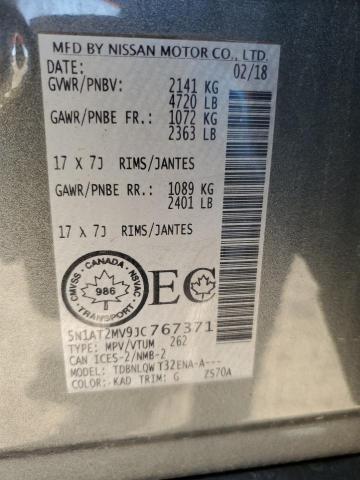 MFD BY NISSAN MOTOR CO., LTD.
DATE: 02/18
GVWR/PNBV: 2141 KG
4720 LB
GAWR/PNBE FR.: 1072 KG
2363 LB
17 X 7J RIMS/JANTES
GAWR/PNBE RR.: 1089 KG
2401 LB
17 X 7J RIMS/JANTES
CMVSS - CANADA - NSVAC
986
TRANSPORT
EC
5N1AT2MV9JC767371
TYPE: MPV/VTUM 262
CAN ICES-2/NMB-2
MODEL: TDBNLQW T32ENA-A---
COLOR: KAD TRIM: G Z570A